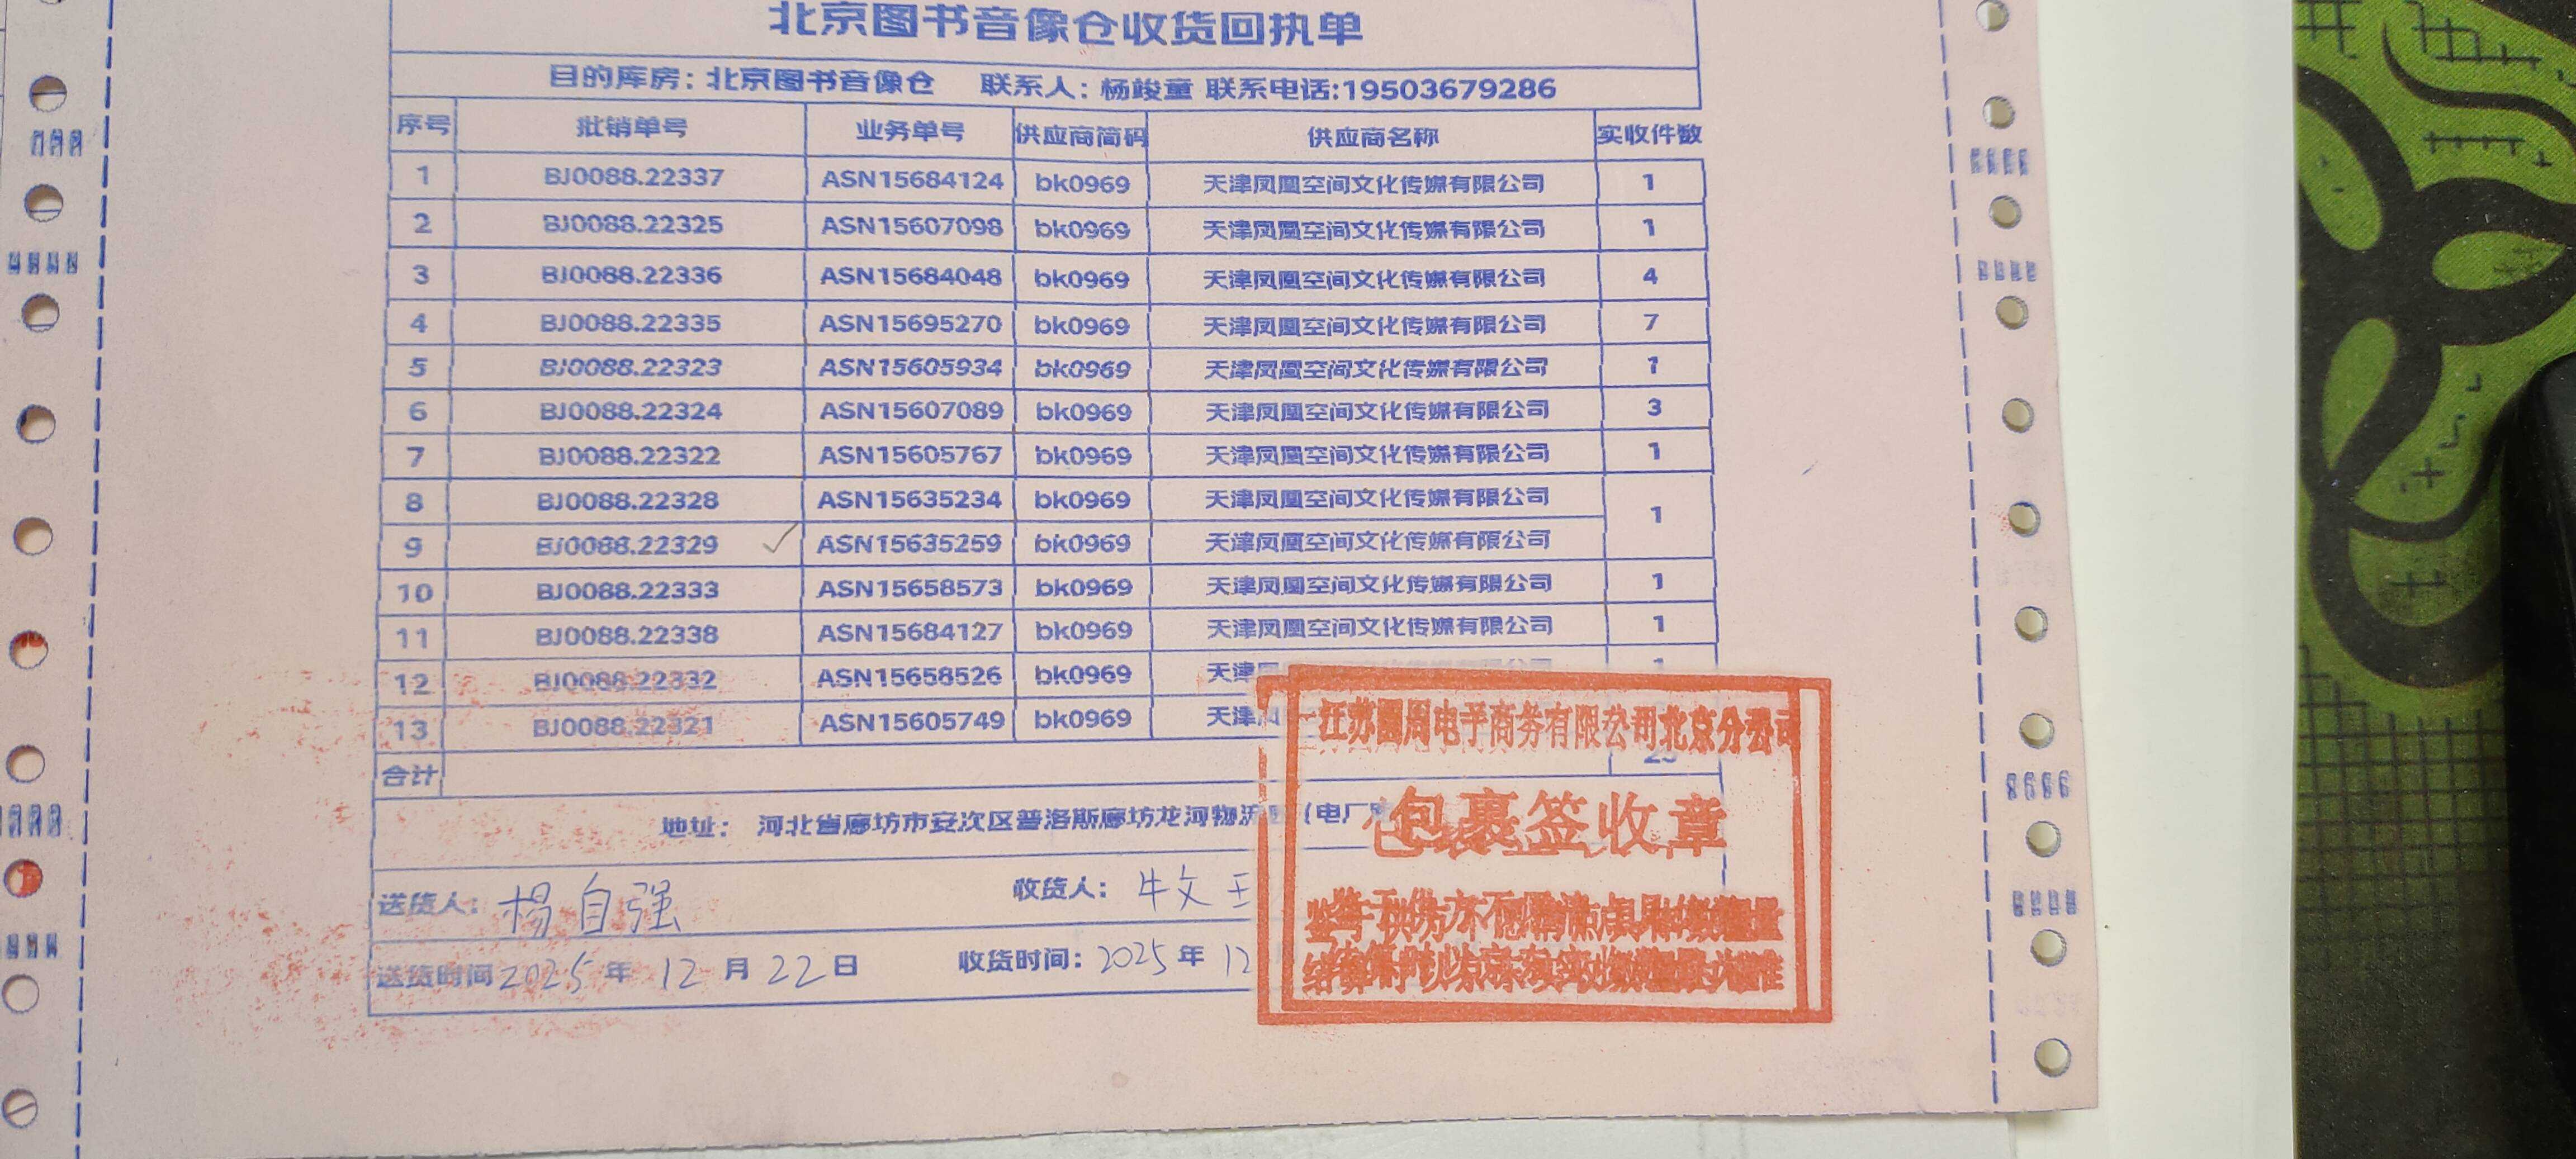 北京图书音像仓收货回执单
目的库房：北京图书音像仓 联系人：杨竣童 联系电话:19503679286
序号 批销单号 业务单号 供应商简码 供应商名称 实收件数
1 BJ0088.22337 ASN15684124 bk0969 天津凤凰空间文化传媒有限公司 1
2 BJ0088.22325 ASN15607098 bk0969 天津凤凰空间文化传媒有限公司 1
3 BJ0088.22336 ASN15684048 bk0969 天津凤凰空间文化传媒有限公司 4
4 BJ0088.22335 ASN15695270 bk0969 天津凤凰空间文化传媒有限公司 7
5 BJ0088.22323 ASN15605934 bk0969 天津凤凰空间文化传媒有限公司 1
6 BJ0088.22324 ASN15607089 bk0969 天津凤凰空间文化传媒有限公司 3
7 BJ0088.22322 ASN15605767 bk0969 天津凤凰空间文化传媒有限公司 1
8 BJ0088.22328 ASN15635234 bk0969 天津凤凰空间文化传媒有限公司 1
9 BJ0088.22329 ASN15635259 bk0969 天津凤凰空间文化传媒有限公司
10 BJ0088.22333 ASN15658573 bk0969 天津凤凰空间文化传媒有限公司 1
11 BJ0088.22338 ASN15684127 bk0969 天津凤凰空间文化传媒有限公司 1
12 BJ0088.22332 ASN15658526 bk0969 天津
13 BJ0088.22321 ASN15605749 bk0969 天津
合计
地址： 河北省廊坊市安次区普洛斯廊坊龙河物流 （电厂
送货人：杨自强 收货人：牛文
送货时间 2025年 12月 22日 收货时间：2025年 12
江苏圆周电子商务有限公司北京分公司
包裹签收章